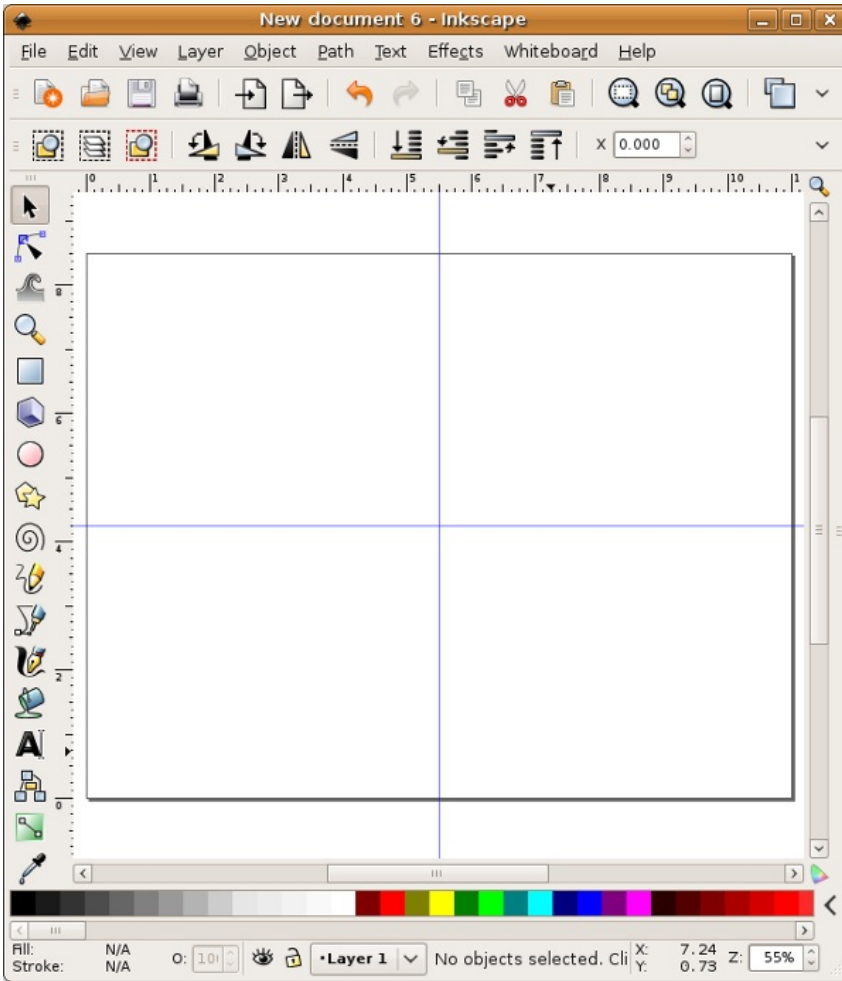 New document 6 - Inkscape
File Edit View Layer Object Path Text Effects Whiteboard Help
X 0.000
0 1 2 3 4 5 6 7 8 9 10 1
8
6
4
2
0
Fill: N/A
Stroke: N/A
O: 10
•Layer 1
No objects selected. Cli
X: 7.24
Y: 0.73
Z: 55%